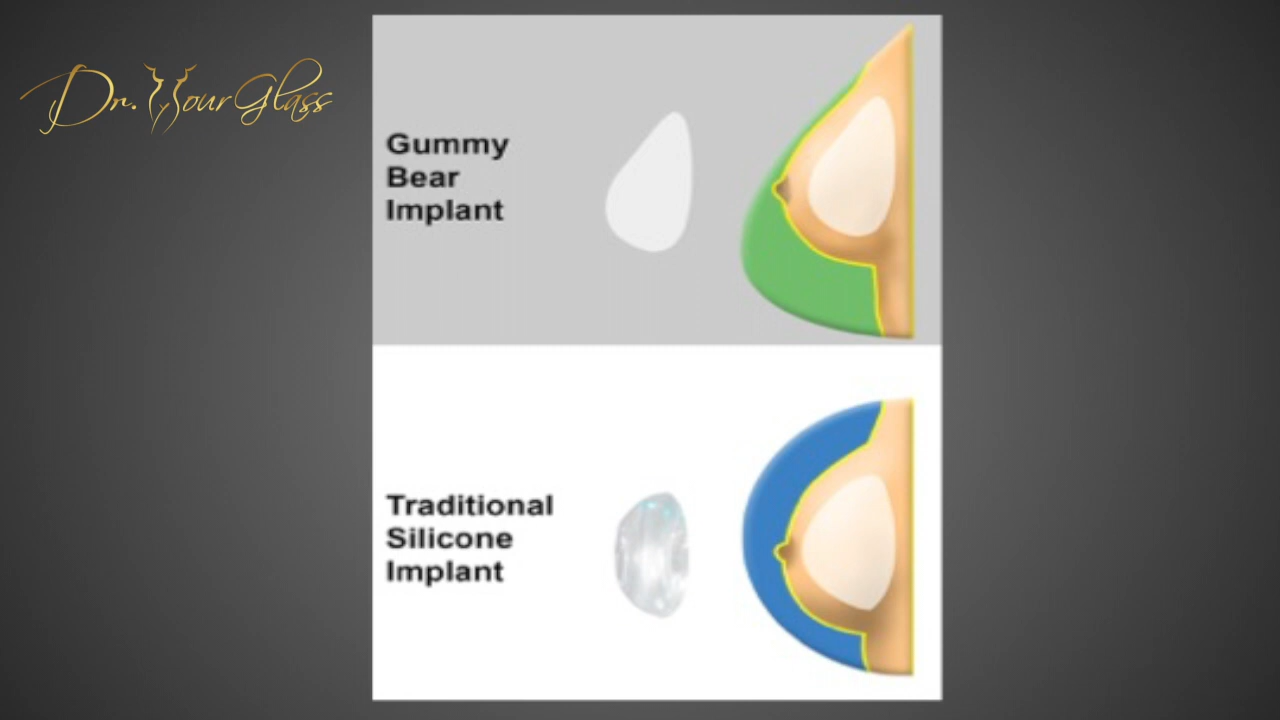 Dr. HourGlass
Gummy
Bear
Implant
Traditional
Silicone
Implant